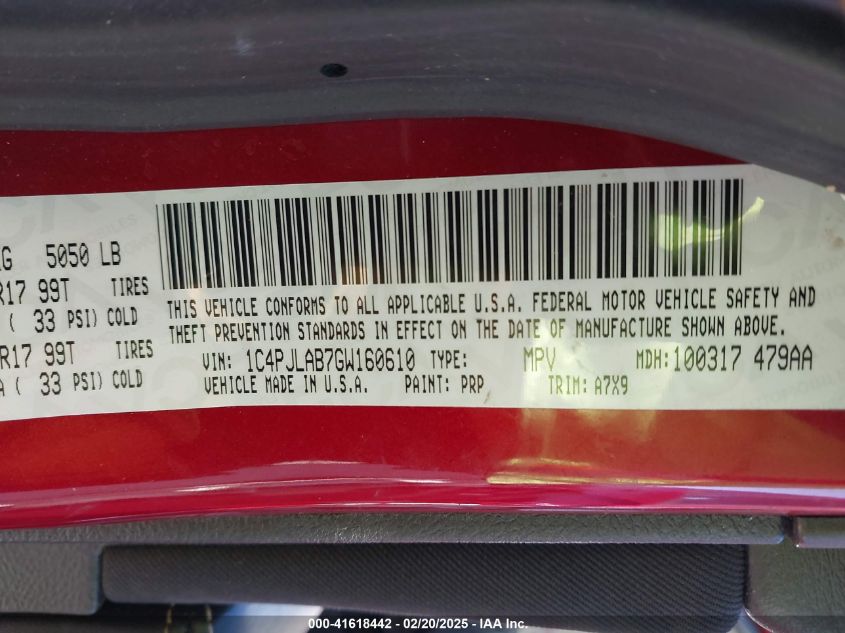 KG 5050 LB
R17 99T TIRES
( 33 PSI) COLD
R17 99T TIRES
A ( 33 PSI) COLD
THIS VEHICLE CONFORMS TO ALL APPLICABLE U.S.A. FEDERAL MOTOR VEHICLE SAFETY AND
THEFT PREVENTION STANDARDS IN EFFECT ON THE DATE OF MANUFACTURE SHOWN ABOVE.
VIN: 1C4PJLAB7GW160610 TYPE: MPV MDH:100317 479AA
VEHICLE MADE IN U.S.A. PAINT: PRP TRIM: A7X9
000-41618442 - 02/20/2025 - IAA Inc.